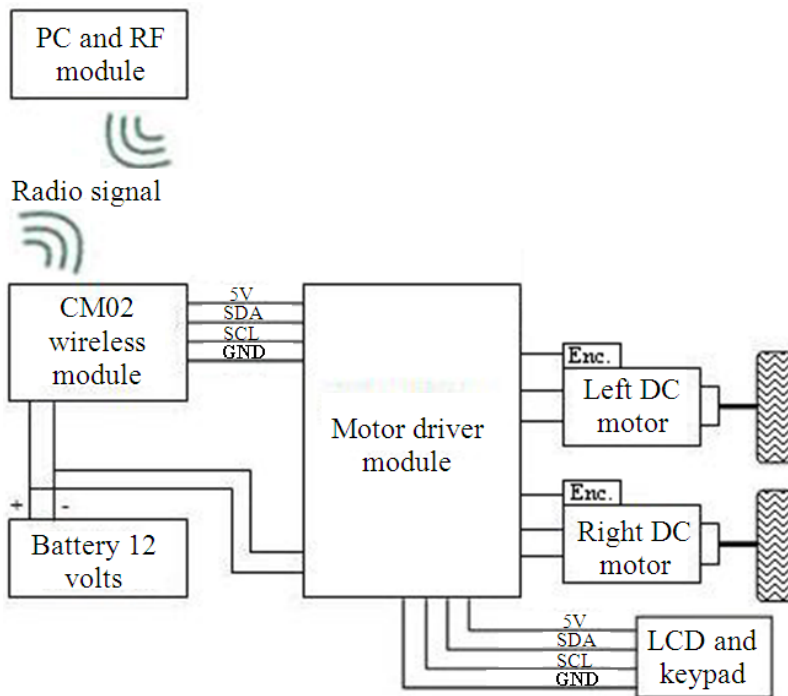 PC and RF
module
Radio signal
CM02
wireless
module
5V
SDA
SCL
GND
Motor driver
module
Enc.
Left DC
motor
Enc.
Right DC
motor
+ -
Battery 12
volts
5V
SDA
SCL
GND
LCD and
keypad